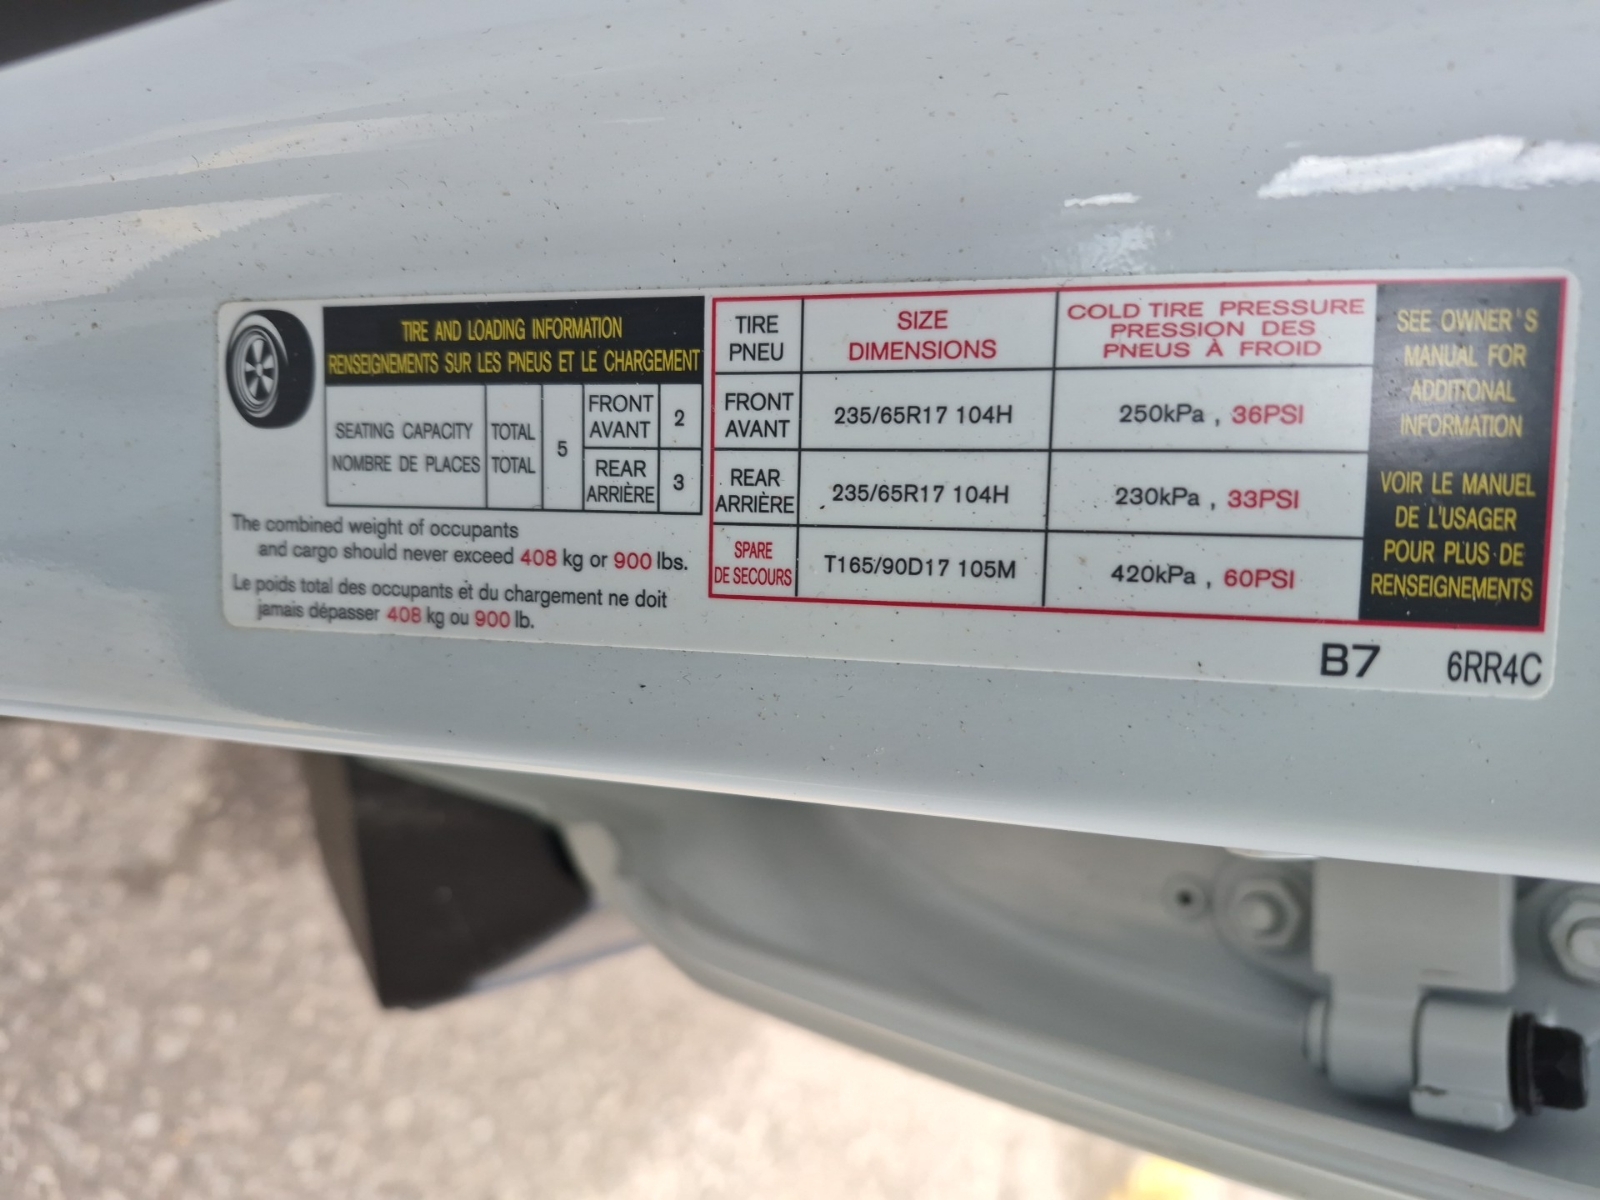 TIRE AND LOADING INFORMATION
RENSEIGNEMENTS SUR LES PNEUS ET LE CHARGEMENT
SEATING CAPACITY TOTAL 5 FRONT AVANT 2
NOMBRE DE PLACES TOTAL REAR ARRIÈRE 3
The combined weight of occupants
and cargo should never exceed 408 kg or 900 lbs.
Le poids total des occupants et du chargement ne doit
jamais dépasser 408 kg ou 900 lb.
TIRE PNEU SIZE DIMENSIONS COLD TIRE PRESSURE PRESSION DES PNEUS À FROID
FRONT AVANT 235/65R17 104H 250kPa , 36PSI
REAR ARRIÈRE 235/65R17 104H 230kPa , 33PSI
SPARE DE SECOURS T165/90D17 105M 420kPa , 60PSI
SEE OWNER'S
MANUAL FOR
ADDITIONAL
INFORMATION
VOIR LE MANUEL
DE L'USAGER
POUR PLUS DE
RENSEIGNEMENTS
B7 6RR4C